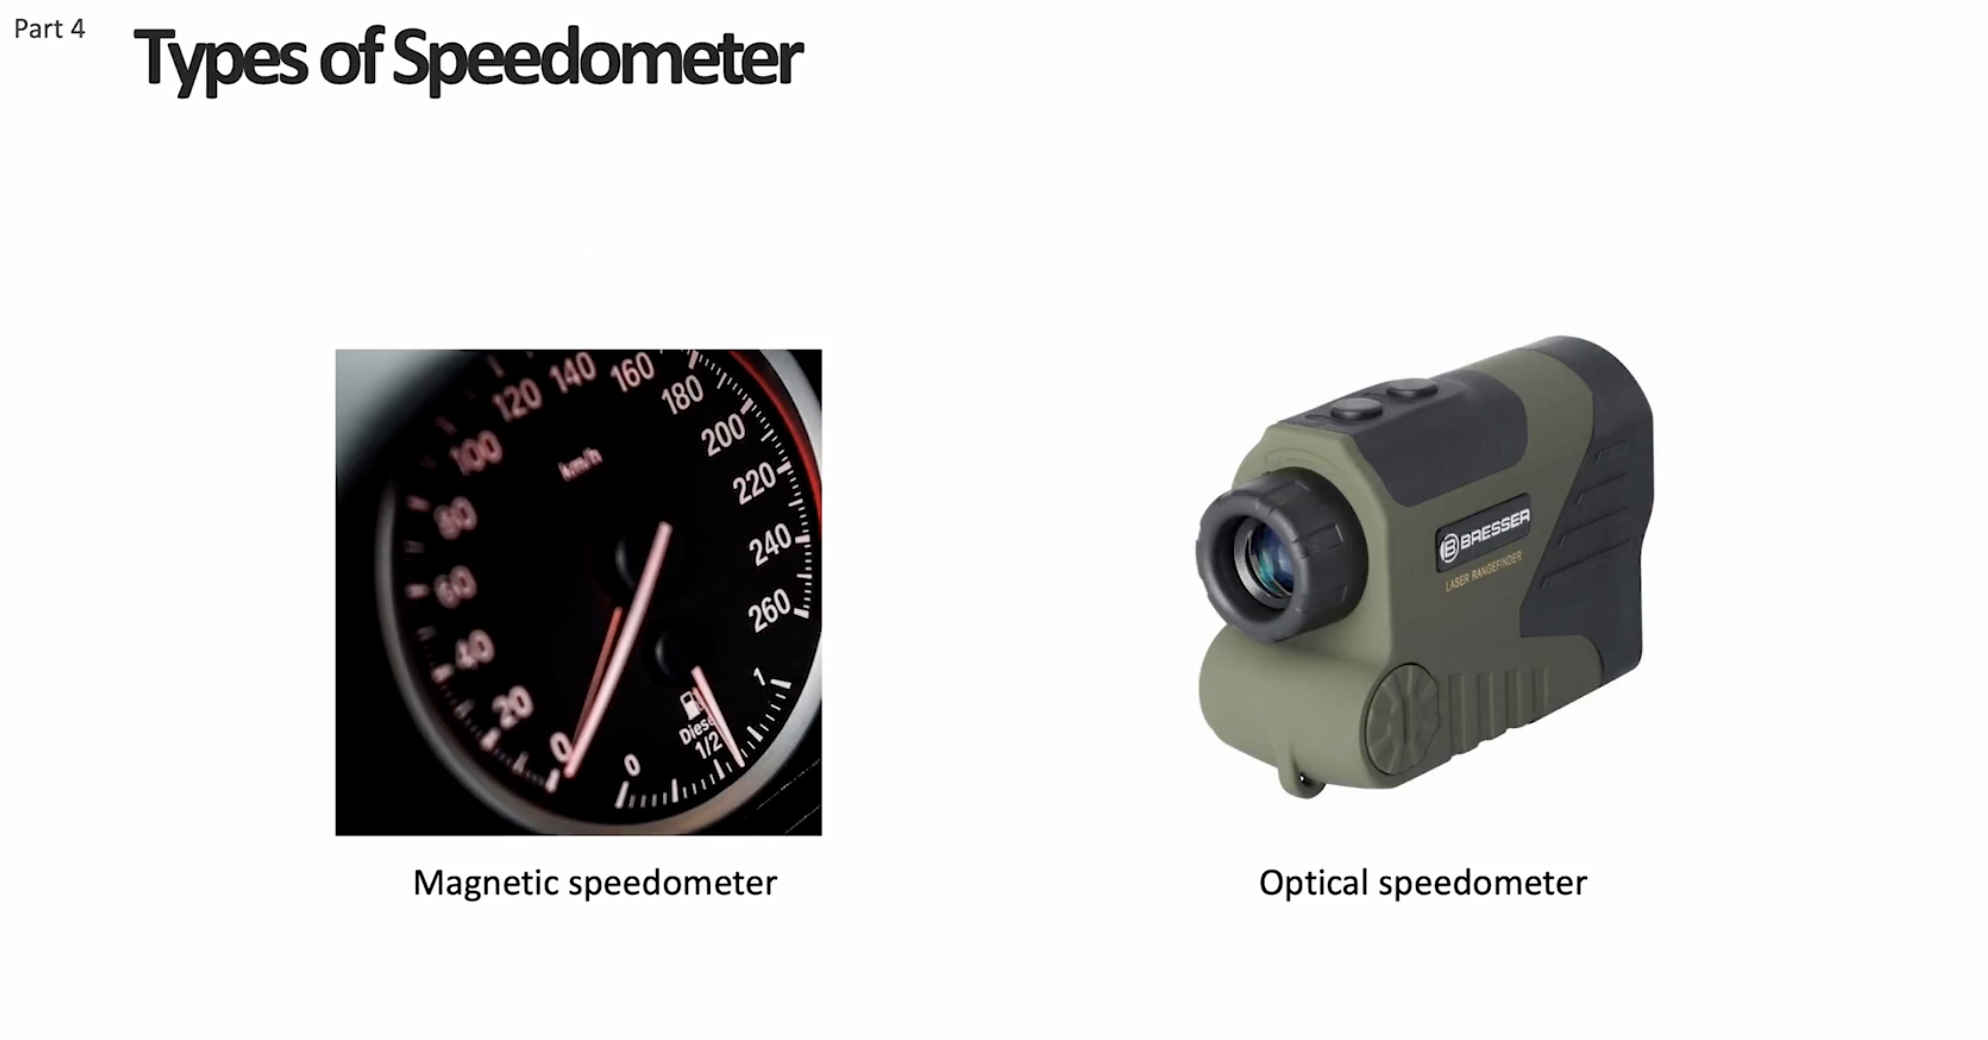 Part 4
Types of Speedometer
120 140 160 180
100 km/h 200
80 220
60 240
40 260
20
0 0 1/2 1
Diese
BRESSER
LASER RANGEFINDER
Magnetic speedometer
Optical speedometer